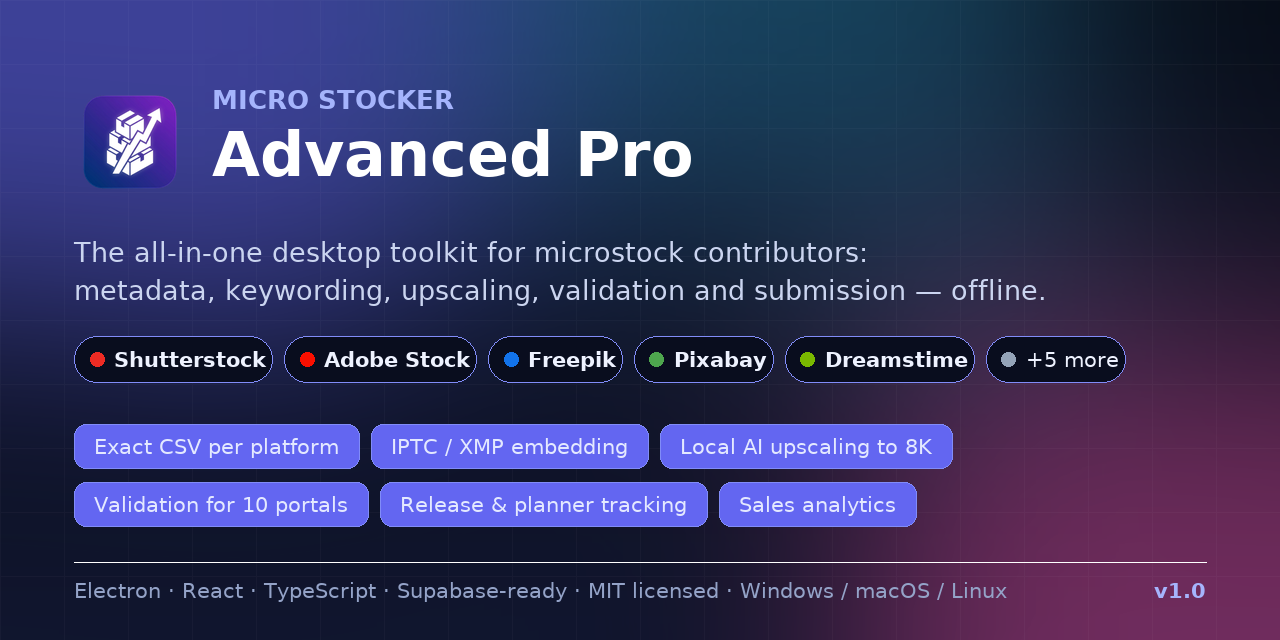 MICRO STOCKER
Advanced Pro
The all-in-one desktop toolkit for microstock contributors:
metadata, keywording, upscaling, validation and submission — offline.
Shutterstock Adobe Stock Freepik Pixabay Dreamstime +5 more
Exact CSV per platform IPTC / XMP embedding Local AI upscaling to 8K
Validation for 10 portals Release & planner tracking Sales analytics
Electron · React · TypeScript · Supabase-ready · MIT licensed · Windows / macOS / Linux v1.0